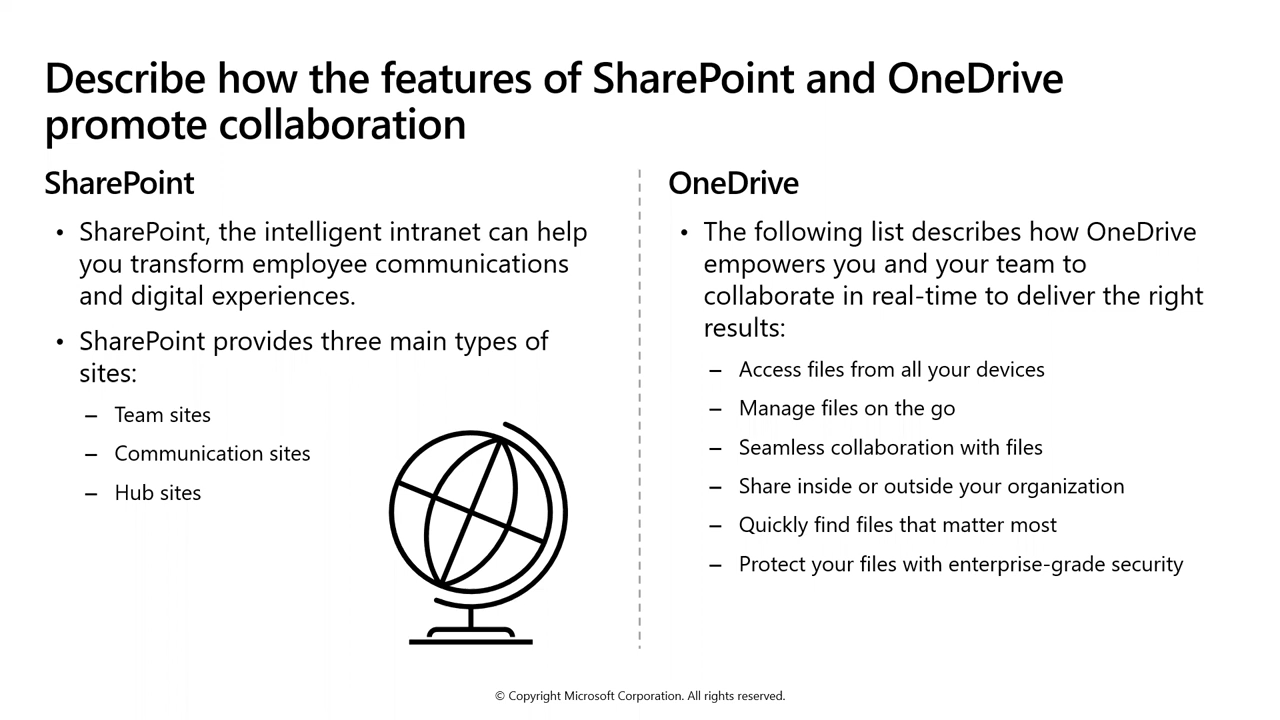 Describe how the features of SharePoint and OneDrive
promote collaboration
SharePoint
• SharePoint, the intelligent intranet can help
you transform employee communications
and digital experiences.
• SharePoint provides three main types of
sites:
– Team sites
– Communication sites
– Hub sites
OneDrive
• The following list describes how OneDrive
empowers you and your team to
collaborate in real-time to deliver the right
results:
– Access files from all your devices
– Manage files on the go
– Seamless collaboration with files
– Share inside or outside your organization
– Quickly find files that matter most
– Protect your files with enterprise-grade security
© Copyright Microsoft Corporation. All rights reserved.